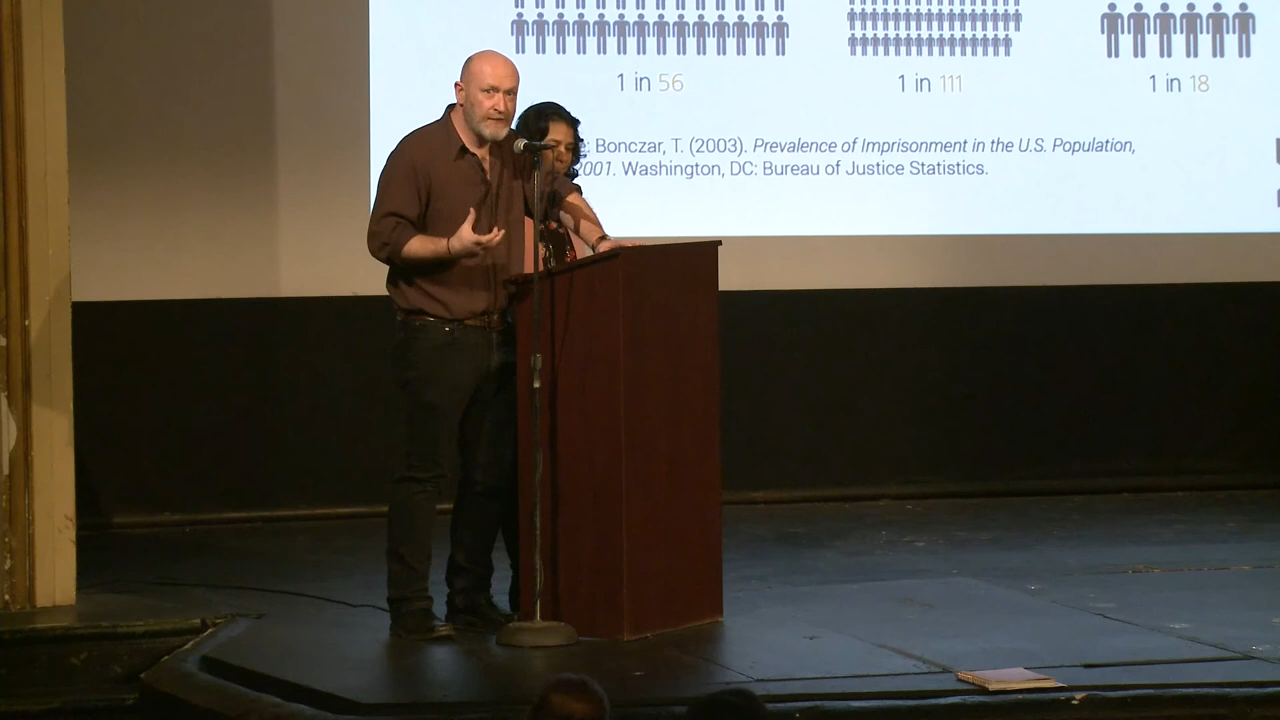 1 in 56
1 in 111
1 in 18
: Bonczar, T. (2003). Prevalence of Imprisonment in the U.S. Population,
2001. Washington, DC: Bureau of Justice Statistics.